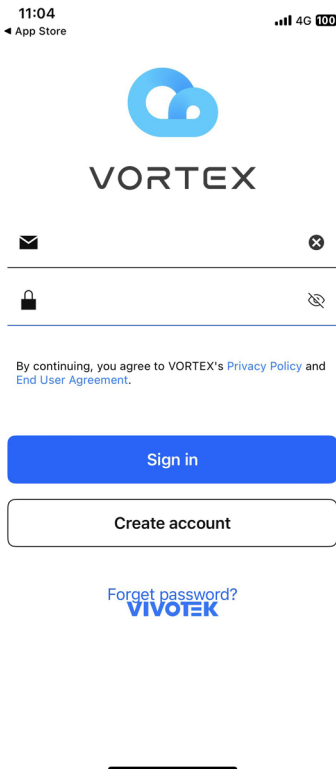 11:04
4G 100
◀ App Store
VORTEX
By continuing, you agree to VORTEX's Privacy Policy and
End User Agreement.
Sign in
Create account
Forget password?
VIVOTEK